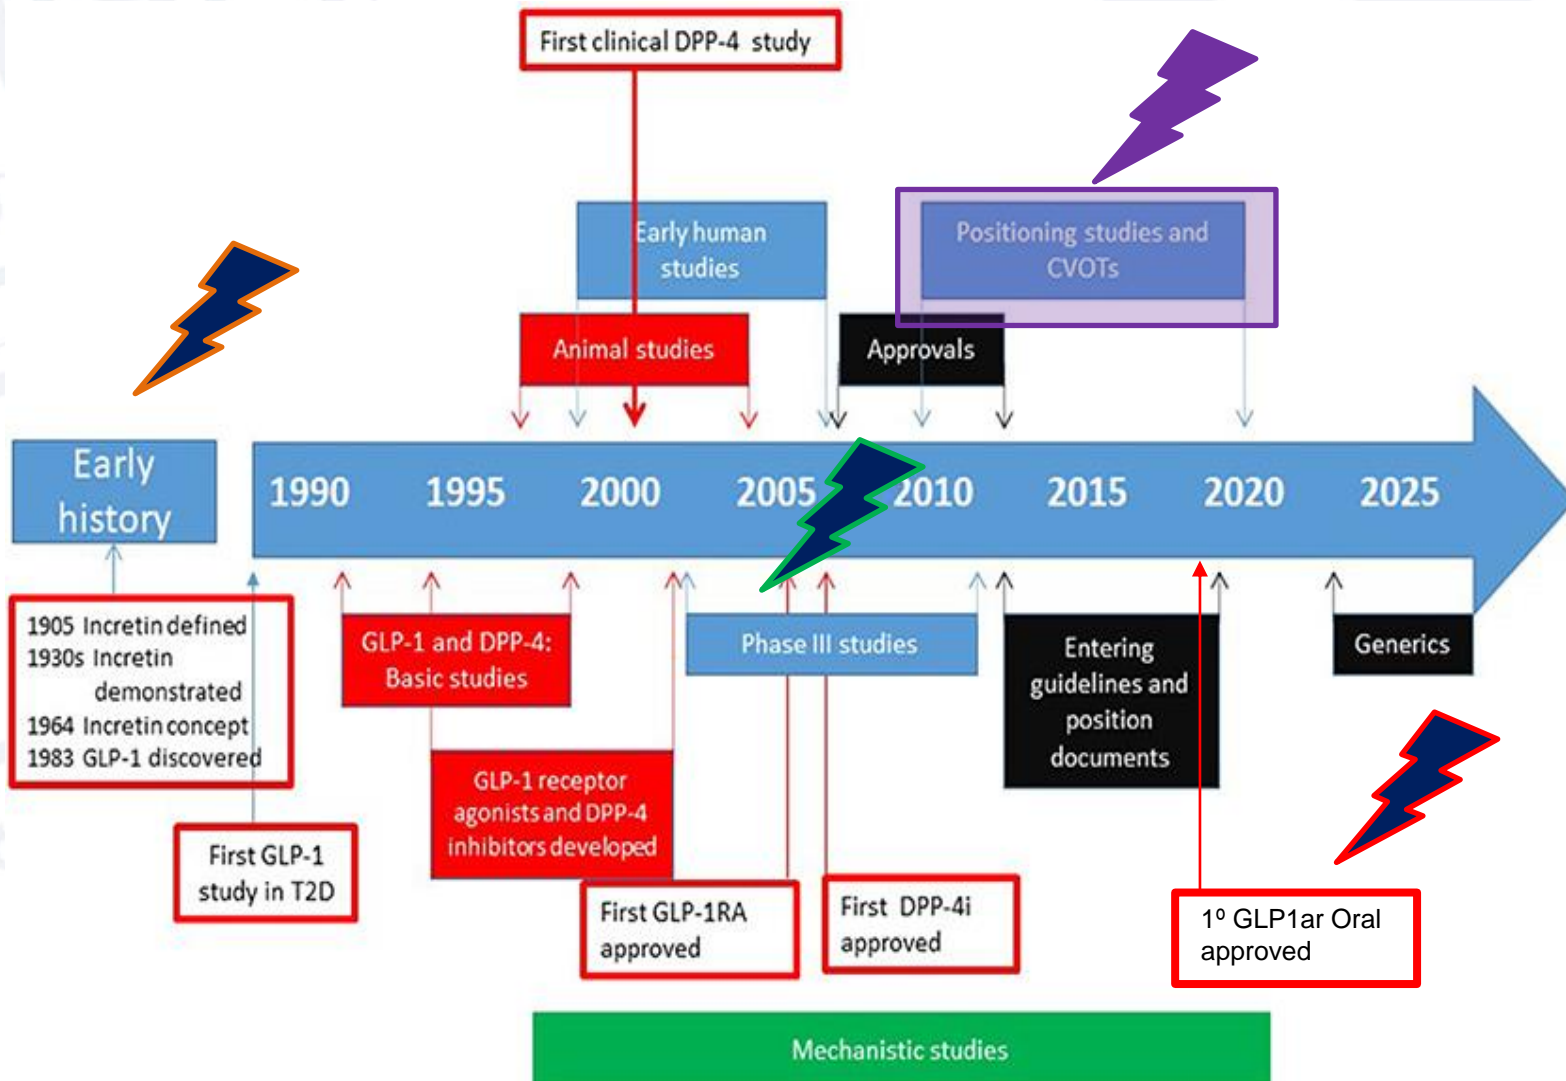 First clinical DPP-4 study
Early human
studies
Positioning studies and
CVOTs
Animal studies
Approvals
Early
history
1990
1995
2000
2005
2010
2015
2020
2025
1905 Incretin defined
1930s Incretin
demonstrated
1964 Incretin concept
1983 GLP-1 discovered
GLP-1 and DPP-4:
Basic studies
Phase III studies
Entering
guidelines and
position
documents
Generics
GLP-1 receptor
agonists and DPP-4
inhibitors developed
First GLP-1
study in T2D
First GLP-1RA
approved
First DPP-4i
approved
1º GLP1ar Oral
approved
Mechanistic studies